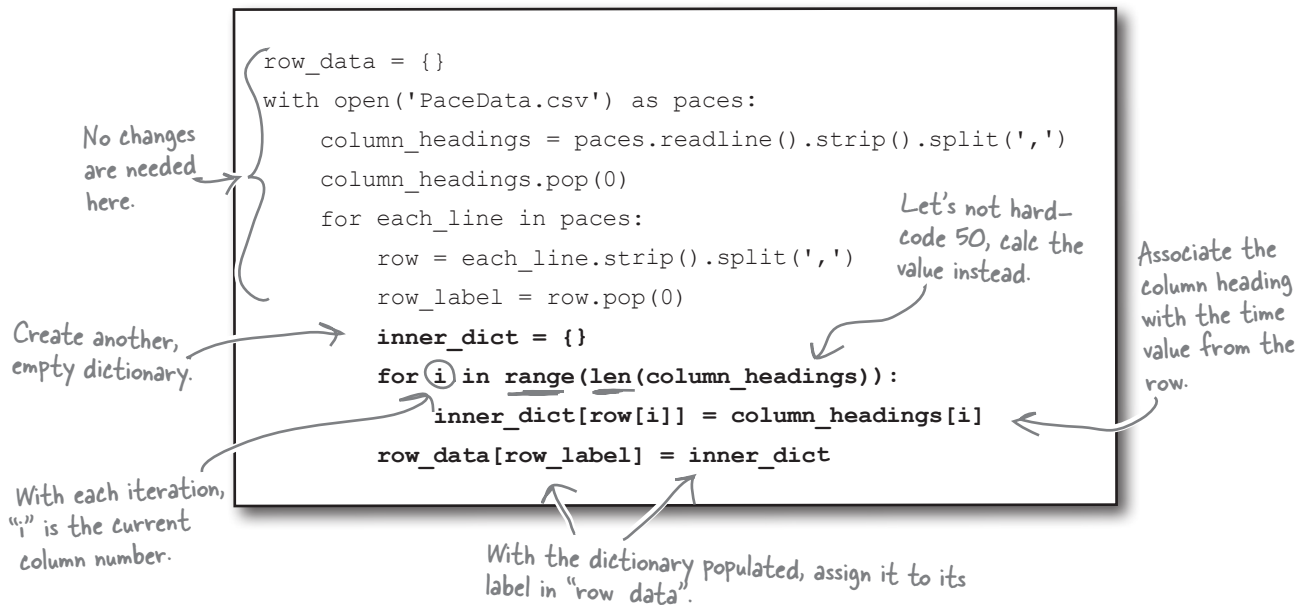 row_data = {}
with open('PaceData.csv') as paces:
column_headings = paces.readline().strip().split(',')
column_headings.pop(0)
for each_line in paces:
row = each_line.strip().split(',')
row_label = row.pop(0)
inner_dict = {}
for i in range(len(column_headings)):
inner_dict[row[i]] = column_headings[i]
row_data[row_label] = inner_dict
No changes
are needed
here.
Create another,
empty dictionary.
With each iteration,
"i" is the current
column number.
Let's not hard-
code 50, calc the
value instead.
Associate the
column heading
with the time
value from the
row.
With the dictionary populated, assign it to its
label in "row data".